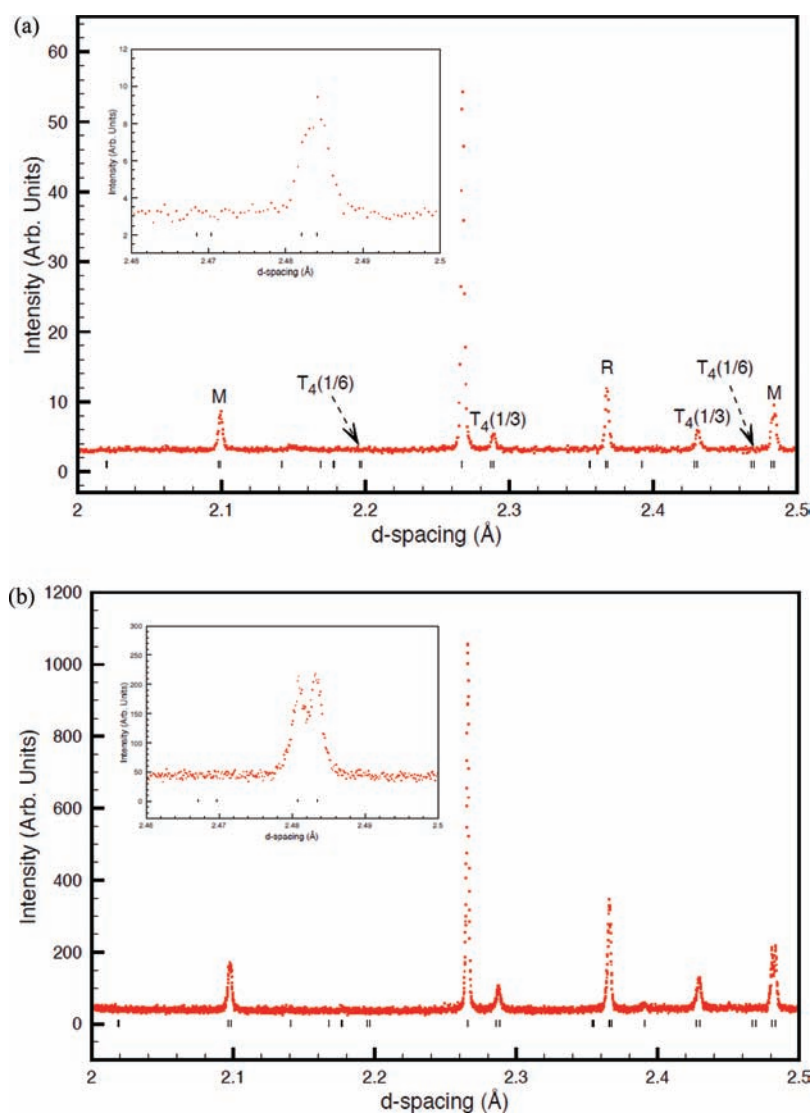 (a)
60
50
40
30
20
10
0
Intensity (Arb. Units)
2
2.1
2.2
2.3
2.4
2.5
d-spacing (Å)
M
T4(1/6)
T4(1/3)
R
T4(1/3)
T4(1/6)
M
12
10
8
6
4
2
0
Intensity (Arb. Units)
2.46
2.47
2.48
2.49
2.5
d-spacing (Å)
(b)
1200
1000
800
600
400
200
0
Intensity (Arb. Units)
2
2.1
2.2
2.3
2.4
2.5
d-spacing (Å)
300
250
200
150
100
50
0
Intensity (Arb. Units)
2.46
2.47
2.48
2.49
2.5
d-spacing (Å)